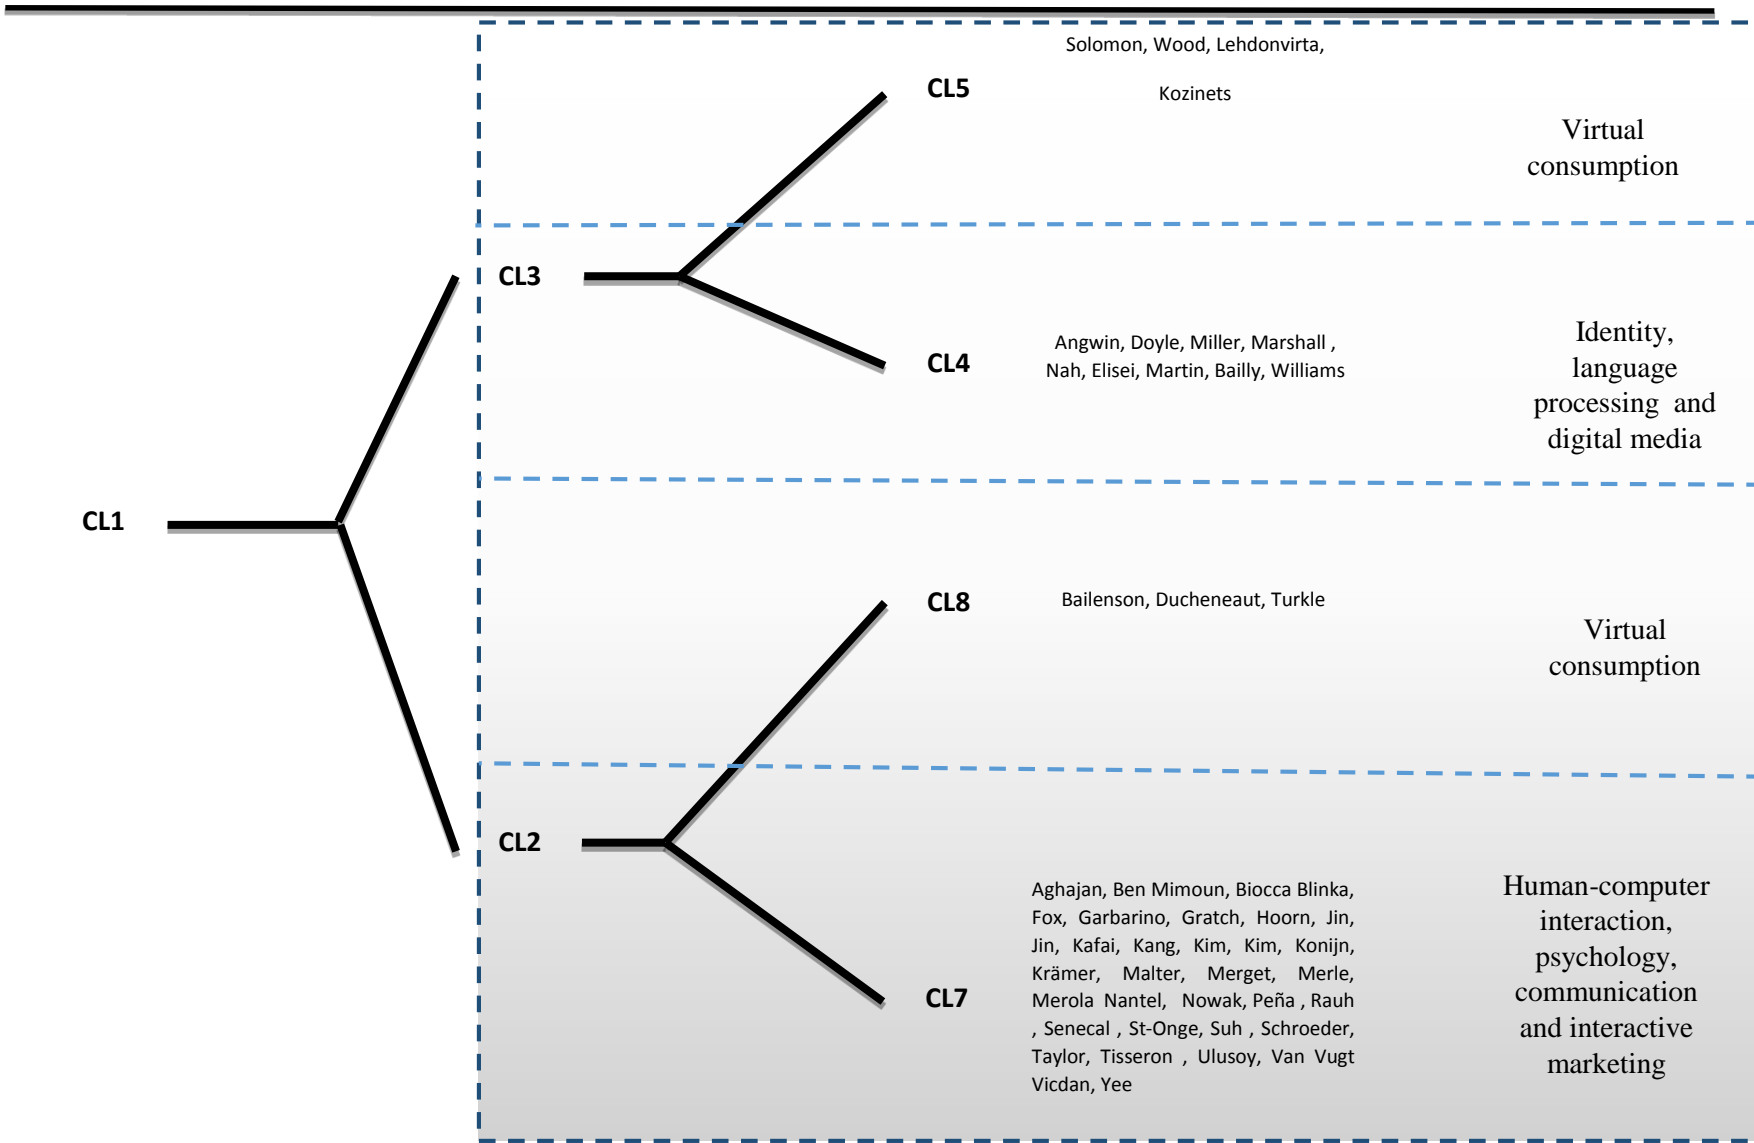 Solomon, Wood, Lehdonvirta,
Kozinets
CL5
Virtual
consumption
CL3
Angwin, Doyle, Miller, Marshall ,
Nah, Elisei, Martin, Bailly, Williams
CL4
Identity,
language
processing and
digital media
CL1
CL8
Bailenson, Ducheneaut, Turkle
Virtual
consumption
CL2
Aghajan, Ben Mimoun, Biocca Blinka,
Fox, Garbarino, Gratch, Hoorn, Jin,
Jin, Kafai, Kang, Kim, Kim, Konijn,
Krämer, Malter, Merget, Merle,
Merola Nantel, Nowak, Peña , Rauh
, Senecal , St-Onge, Suh , Schroeder,
Taylor, Tisseron , Ulusoy, Van Vugt
Vicdan, Yee
CL7
Human-computer
interaction,
psychology,
communication
and interactive
marketing